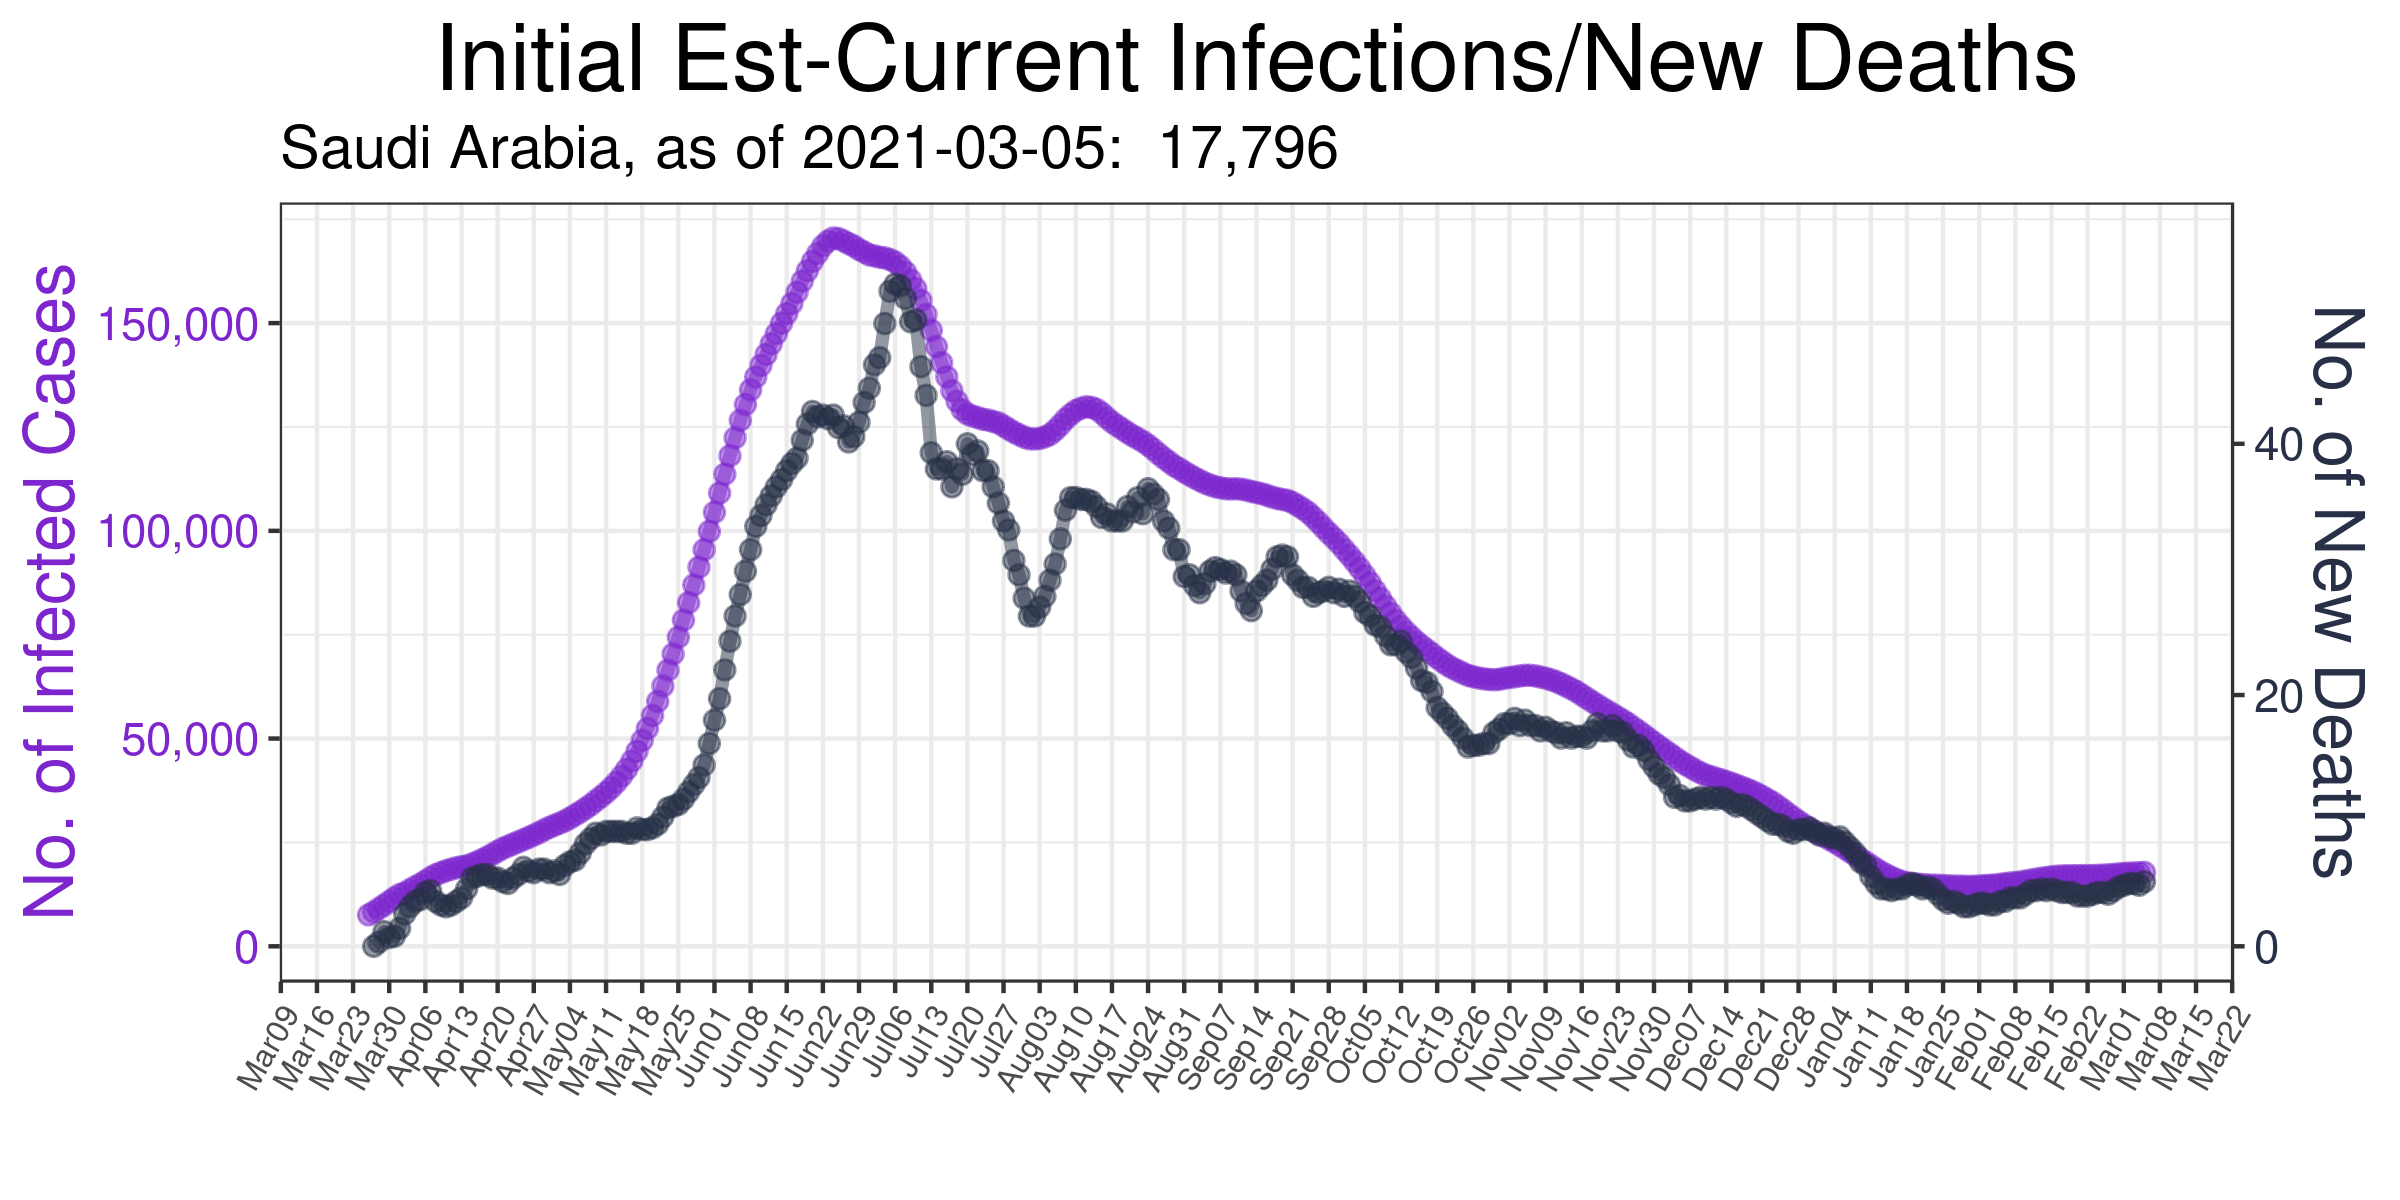 Initial Est-Current Infections/New Deaths
Saudi Arabia, as of 2021-03-05: 17,796
No. of Infected Cases
150,000
100,000
50,000
0
No. of New Deaths
40
20
0
Mar09
Mar16
Mar23
Mar30
Apr06
Apr13
Apr20
Apr27
May04
May11
May18
May25
Jun01
Jun08
Jun15
Jun22
Jun29
Jul06
Jul13
Jul20
Jul27
Aug03
Aug10
Aug17
Aug24
Aug31
Sep07
Sep14
Sep21
Sep28
Oct05
Oct12
Oct19
Oct26
Nov02
Nov09
Nov16
Nov23
Nov30
Dec07
Dec14
Dec21
Dec28
Jan04
Jan11
Jan18
Jan25
Feb01
Feb08
Feb15
Feb22
Mar01
Mar08
Mar15
Mar22